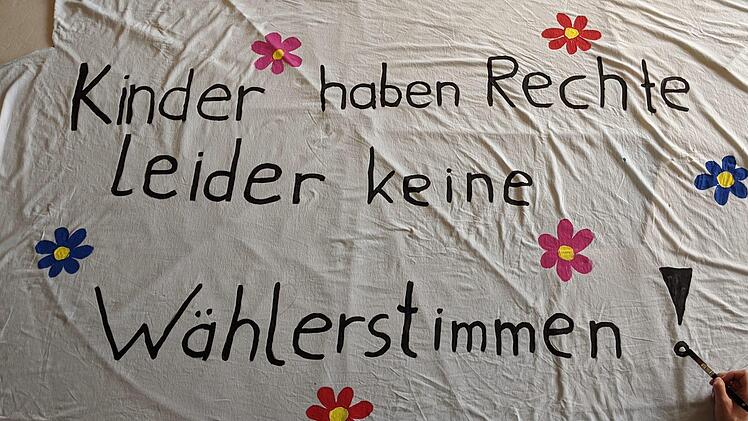 Kinder haben Rechte
leider keine
Wählerstimmen!